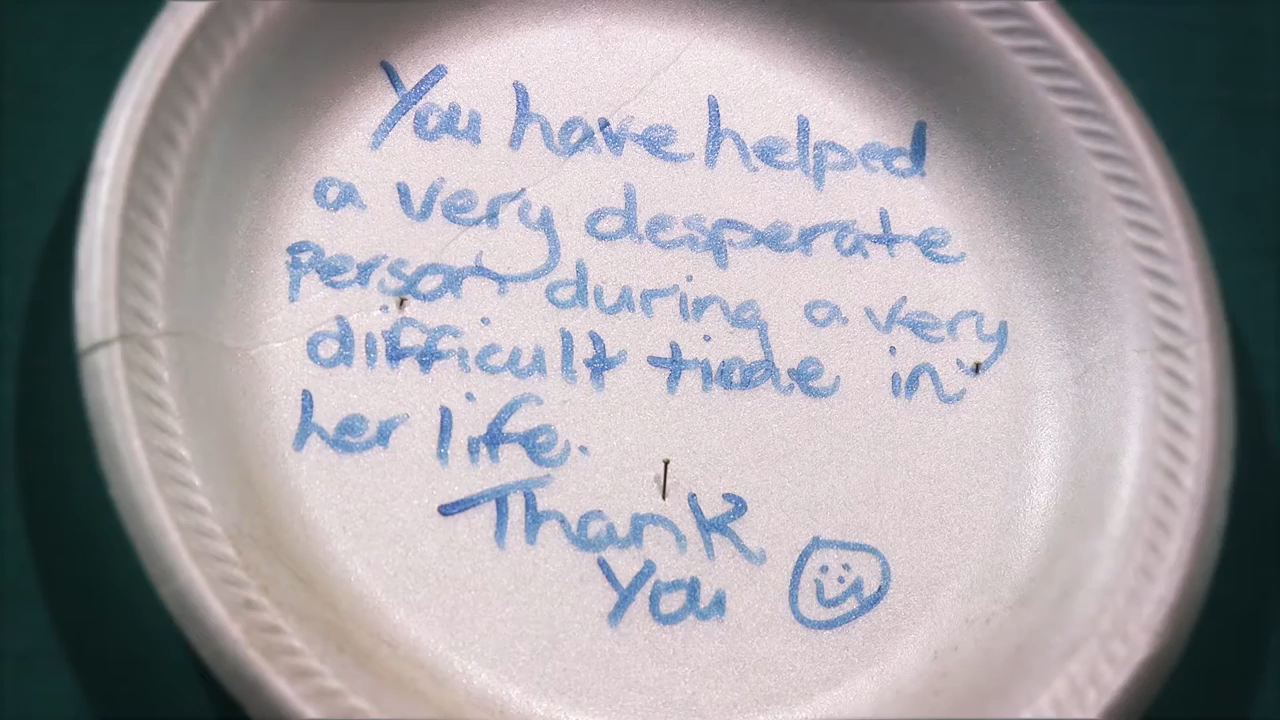 You have helped
a very desperate
person during a very
difficult time in
her life.
Thank
You